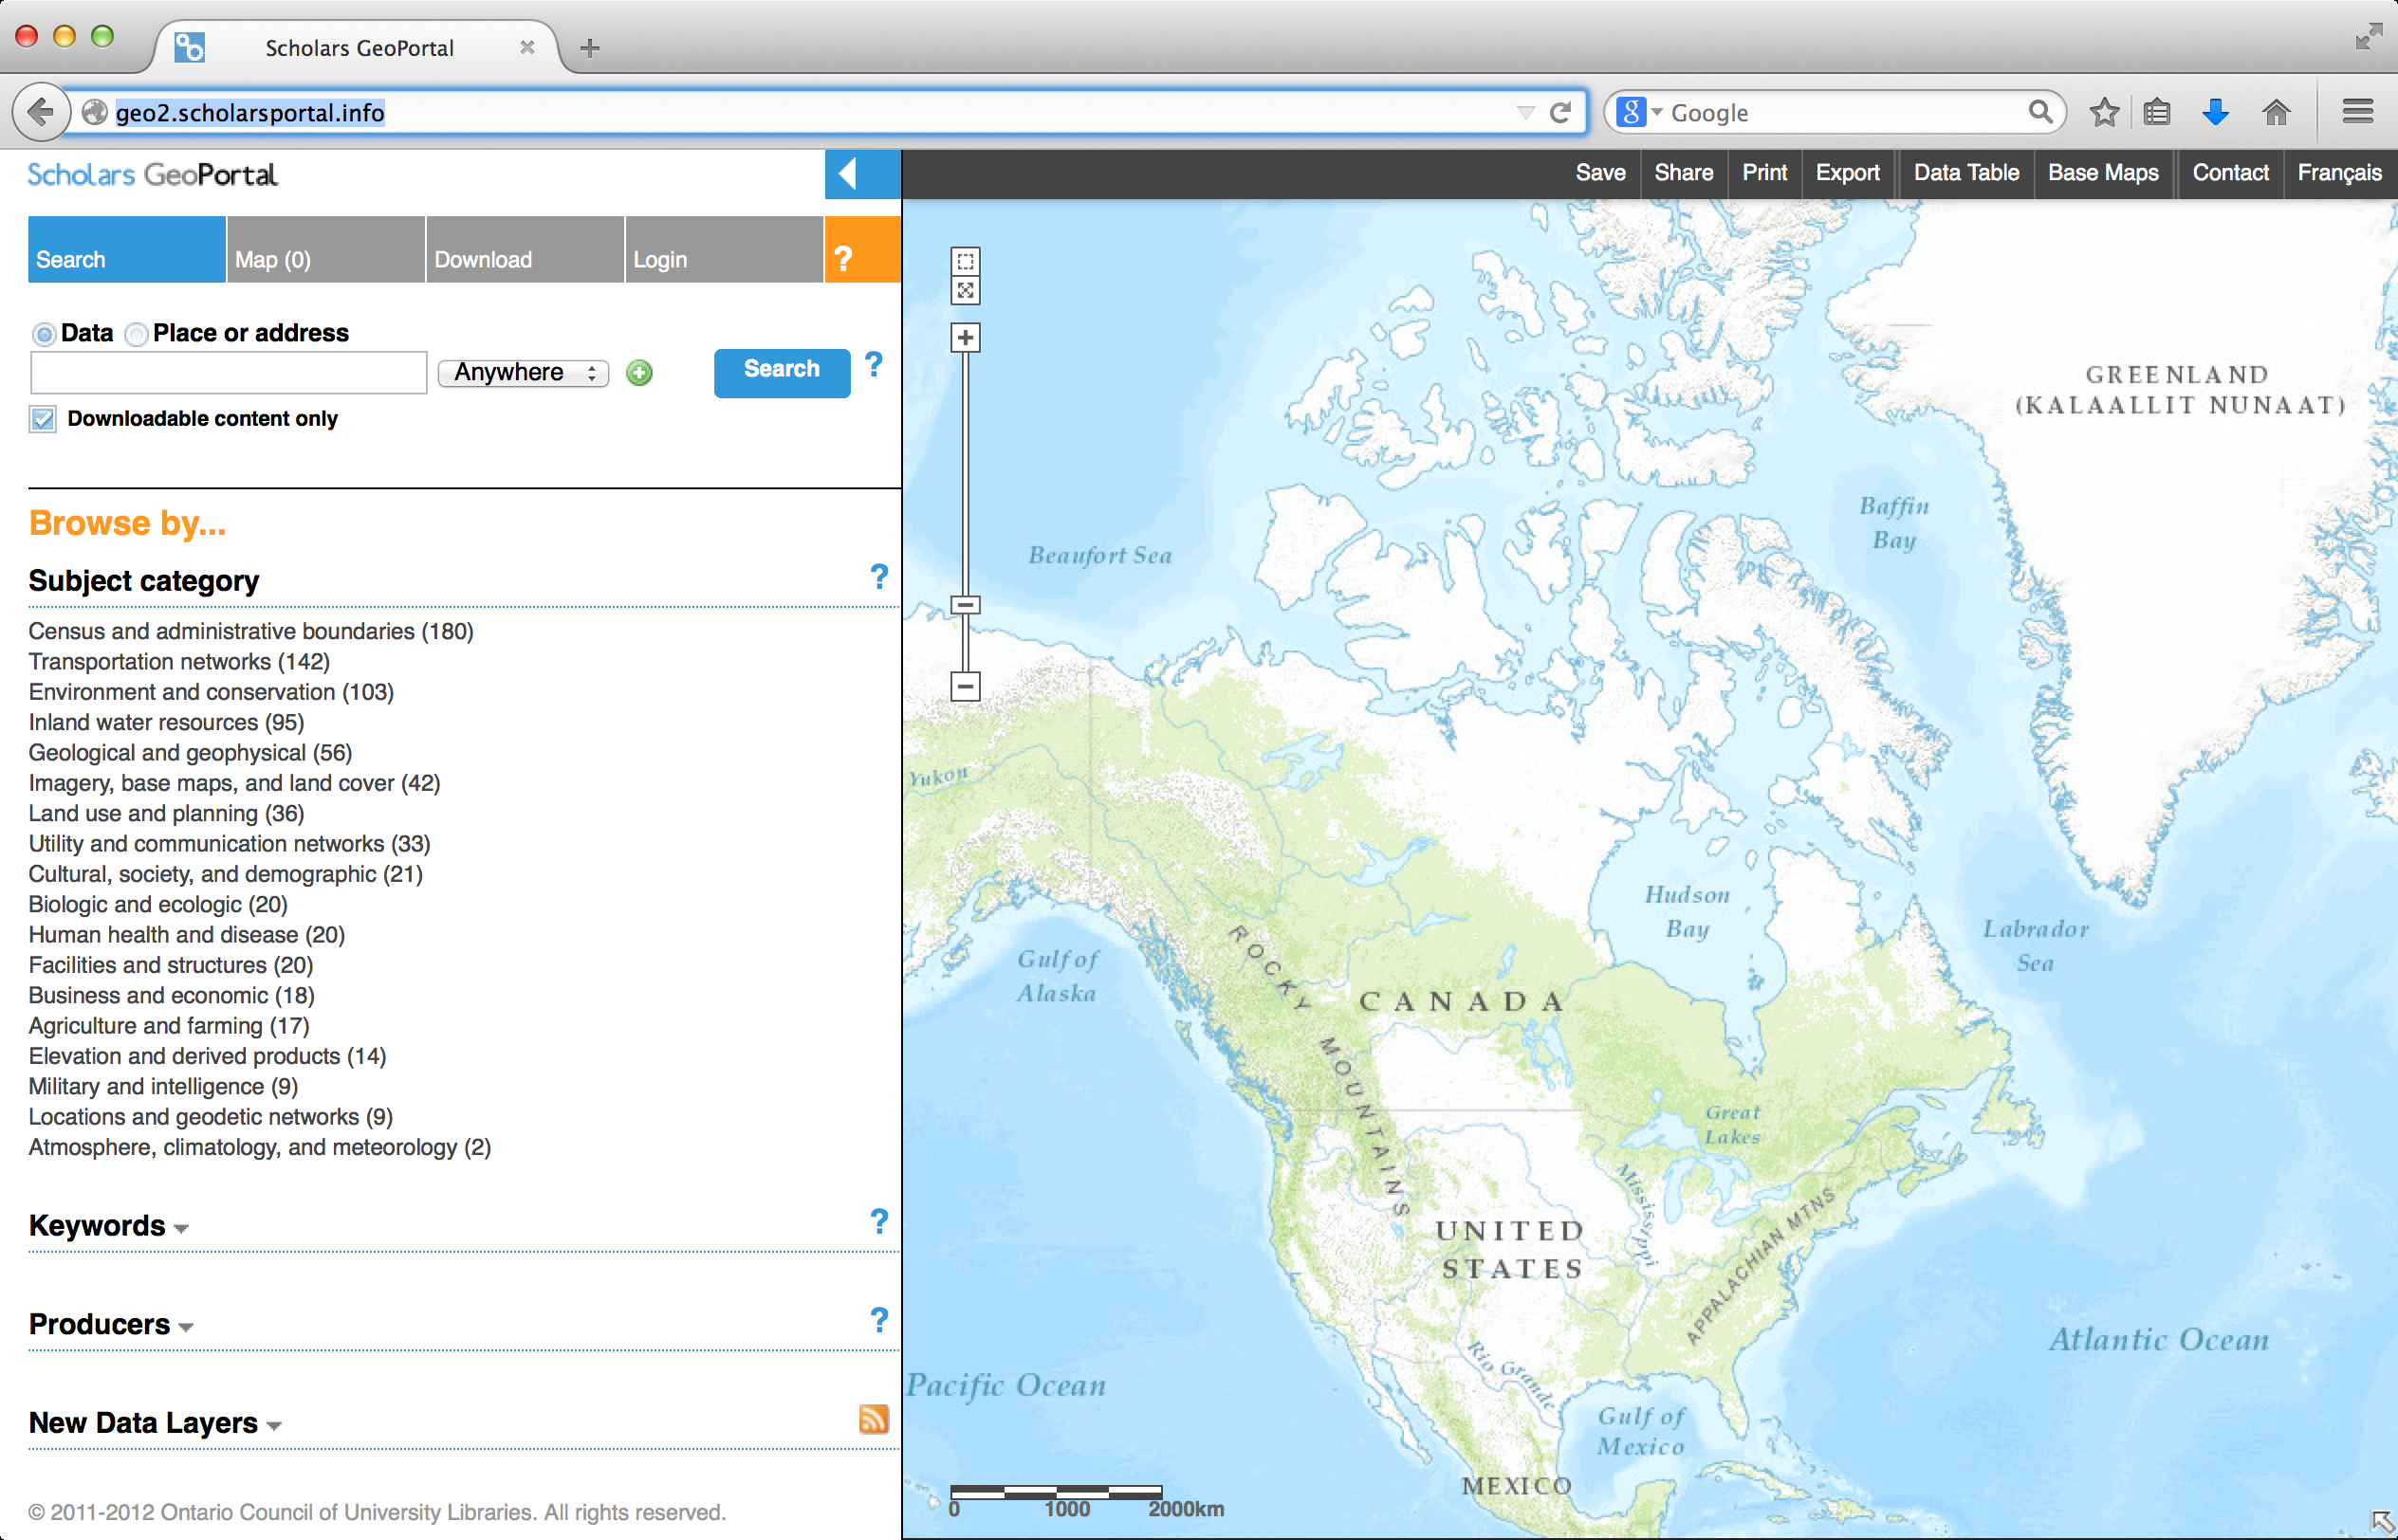 Scholars GeoPortal
geo2.scholarsportal.info
Google
Scholars GeoPortal
Save Share Print Export Data Table Base Maps Contact Français
Search Map (0) Download Login ?
Data Place or address
Anywhere Search ?
Downloadable content only
Browse by...
Subject category ?
Census and administrative boundaries (180)
Transportation networks (142)
Environment and conservation (103)
Inland water resources (95)
Geological and geophysical (56)
Imagery, base maps, and land cover (42)
Land use and planning (36)
Utility and communication networks (33)
Cultural, society, and demographic (21)
Biologic and ecologic (20)
Human health and disease (20)
Facilities and structures (20)
Business and economic (18)
Agriculture and farming (17)
Elevation and derived products (14)
Military and intelligence (9)
Locations and geodetic networks (9)
Atmosphere, climatology, and meteorology (2)
Keywords ?
Producers ?
New Data Layers
© 2011-2012 Ontario Council of University Libraries. All rights reserved.
GREENLAND
(KALAALLIT NUNAAT)
Baffin
Bay
Beaufort Sea
Yukon
Hudson
Bay
Labrador
Sea
Gulf of
Alaska
ROCKY MOUNTAINS
CANADA
Great
Lakes
Mississippi
UNITED
STATES
APPALACHIAN MTNS
Rio Grande
Atlantic Ocean
Pacific Ocean
Gulf of
Mexico
MEXICO
0 1000 2000km